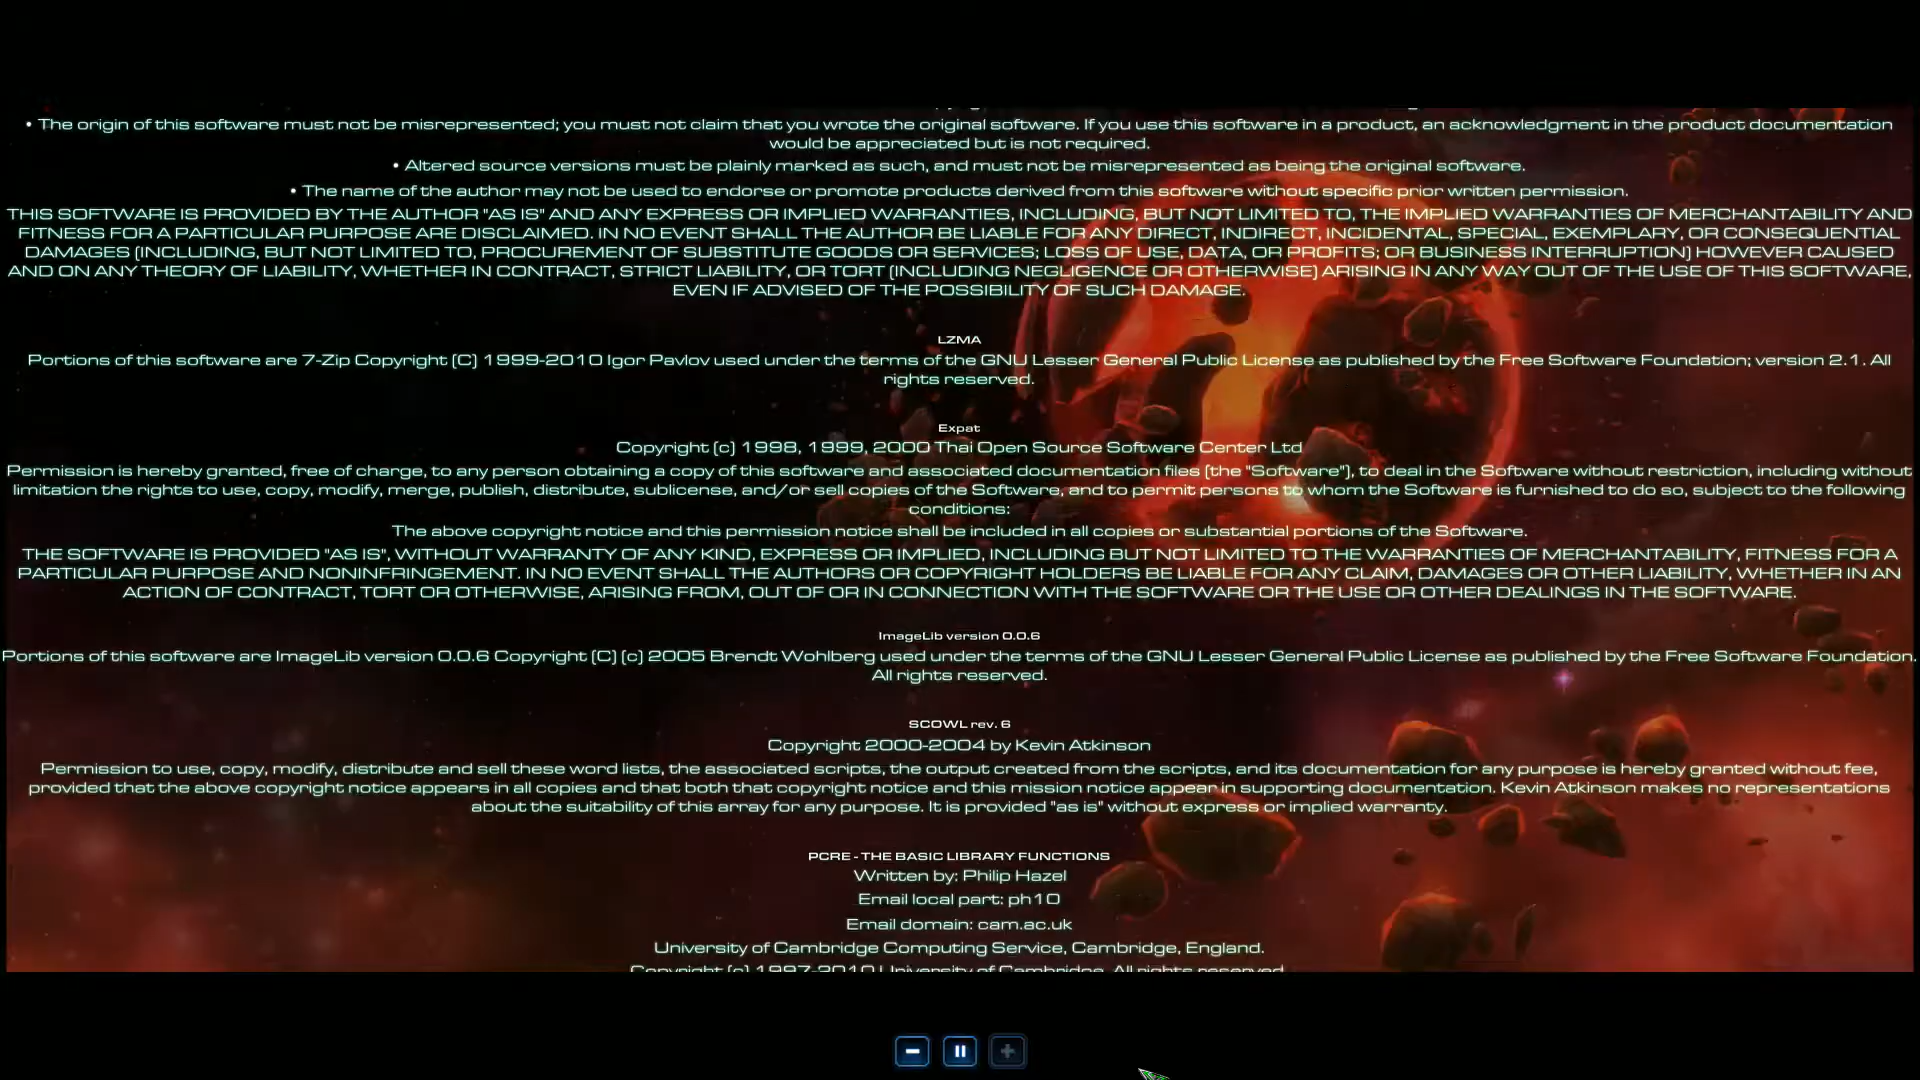 • The origin of this software must not be misrepresented; you must not claim that you wrote the original software. If you use this software in a product, an acknowledgment in the product documentation
would be appreciated but is not required.
• Altered source versions must be plainly marked as such, and must not be misrepresented as being the original software.
• The name of the author may not be used to endorse or promote products derived from this software without specific prior written permission.
THIS SOFTWARE IS PROVIDED BY THE AUTHOR "AS IS" AND ANY EXPRESS OR IMPLIED WARRANTIES, INCLUDING, BUT NOT LIMITED TO, THE IMPLIED WARRANTIES OF MERCHANTABILITY AND
FITNESS FOR A PARTICULAR PURPOSE ARE DISCLAIMED. IN NO EVENT SHALL THE AUTHOR BE LIABLE FOR ANY DIRECT, INDIRECT, INCIDENTAL, SPECIAL, EXEMPLARY, OR CONSEQUENTIAL
DAMAGES (INCLUDING, BUT NOT LIMITED TO, PROCUREMENT OF SUBSTITUTE GOODS OR SERVICES; LOSS OF USE, DATA, OR PROFITS; OR BUSINESS INTERRUPTION) HOWEVER CAUSED
AND ON ANY THEORY OF LIABILITY, WHETHER IN CONTRACT, STRICT LIABILITY, OR TORT (INCLUDING NEGLIGENCE OR OTHERWISE) ARISING IN ANY WAY OUT OF THE USE OF THIS SOFTWARE,
EVEN IF ADVISED OF THE POSSIBILITY OF SUCH DAMAGE.
LZMA
Portions of this software are 7-Zip Copyright (C) 1999-2010 Igor Pavlov used under the terms of the GNU Lesser General Public License as published by the Free Software Foundation; version 2.1. All
rights reserved.
Expat
Copyright (c) 1998, 1999, 2000 Thai Open Source Software Center Ltd
Permission is hereby granted, free of charge, to any person obtaining a copy of this software and associated documentation files (the "Software"), to deal in the Software without restriction, including without
limitation the rights to use, copy, modify, merge, publish, distribute, sublicense, and/or sell copies of the Software, and to permit persons to whom the Software is furnished to do so, subject to the following
conditions:
The above copyright notice and this permission notice shall be included in all copies or substantial portions of the Software.
THE SOFTWARE IS PROVIDED "AS IS", WITHOUT WARRANTY OF ANY KIND, EXPRESS OR IMPLIED, INCLUDING BUT NOT LIMITED TO THE WARRANTIES OF MERCHANTABILITY, FITNESS FOR A
PARTICULAR PURPOSE AND NONINFRINGEMENT. IN NO EVENT SHALL THE AUTHORS OR COPYRIGHT HOLDERS BE LIABLE FOR ANY CLAIM, DAMAGES OR OTHER LIABILITY, WHETHER IN AN
ACTION OF CONTRACT, TORT OR OTHERWISE, ARISING FROM, OUT OF OR IN CONNECTION WITH THE SOFTWARE OR THE USE OR OTHER DEALINGS IN THE SOFTWARE.
ImageLib version 0.0.6
Portions of this software are ImageLib version 0.0.6 Copyright (C) (c) 2005 Brendt Wohlberg used under the terms of the GNU Lesser General Public License as published by the Free Software Foundation.
All rights reserved.
SCOWL rev. 6
Copyright 2000-2004 by Kevin Atkinson
Permission to use, copy, modify, distribute and sell these word lists, the associated scripts, the output created from the scripts, and its documentation for any purpose is hereby granted without fee,
provided that the above copyright notice appears in all copies and that both that copyright notice and this mission notice appear in supporting documentation. Kevin Atkinson makes no representations
about the suitability of this array for any purpose. It is provided "as is" without express or implied warranty.
PCRE - THE BASIC LIBRARY FUNCTIONS
Written by: Philip Hazel
Email local part: ph10
Email domain: cam.ac.uk
University of Cambridge Computing Service, Cambridge, England.
Copyright (c) 1997-2010 University of Cambridge. All rights reserved.